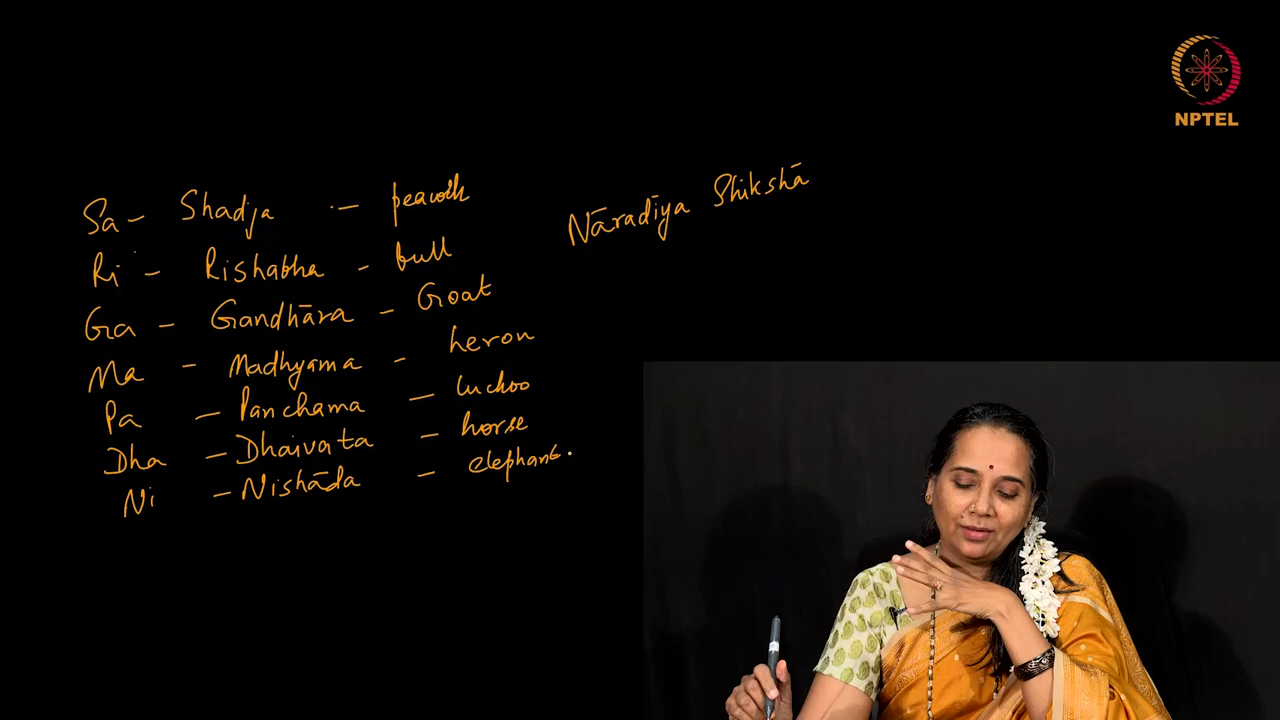 NPTEL
Sa - Shadja - peacock
Nāradīya Shikshā
Ri - Rishabha - bull
Ga - Gandhāra - Goat
Ma - Madhyama - heron
Pa - Panchama - cuckoo
Dha - Dhaivata - horse
Ni - Nishāda - elephant.